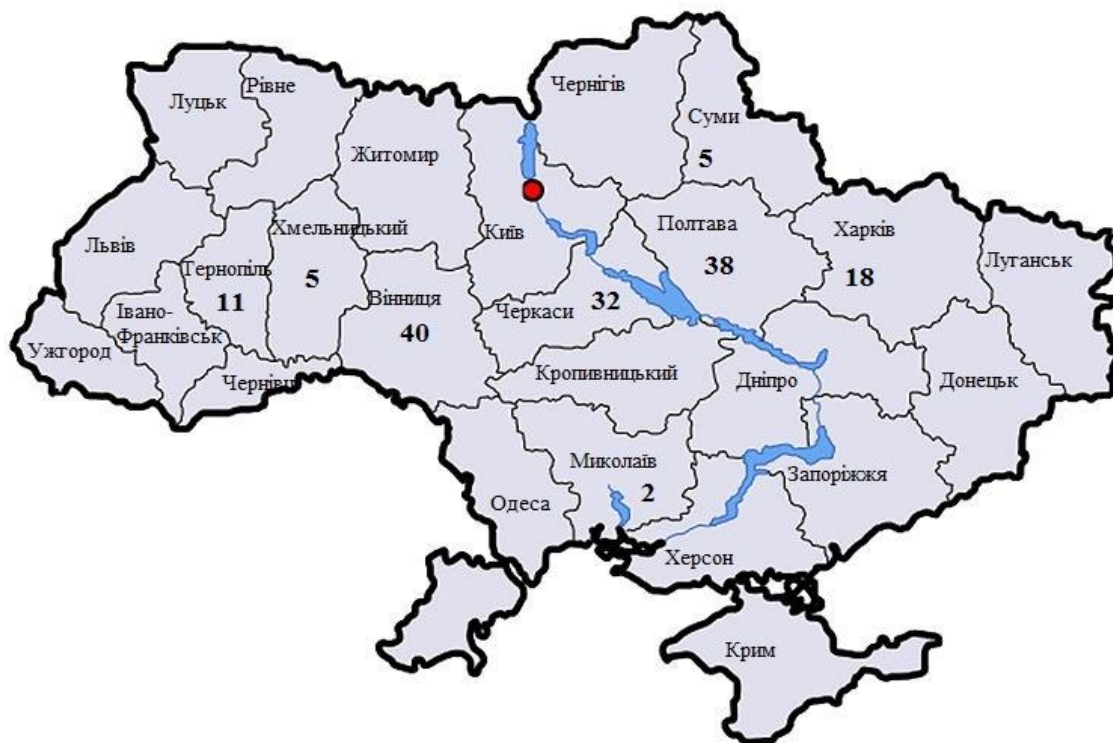 Чернігів
Рівне
Луцьк
Суми
5
Житомир
Хмельницький
5
Київ
Полтава
38
Харків
18
Львів
Тернопіль
11
Луганськ
Вінниця
40
Черкаси
32
Івано-
Франківськ
Ужгород
Чернівц
Кропивницький
Дніпро
Донецьк
Миколаїв
2
Запоріжжя
Одеса
Херсон
Крим